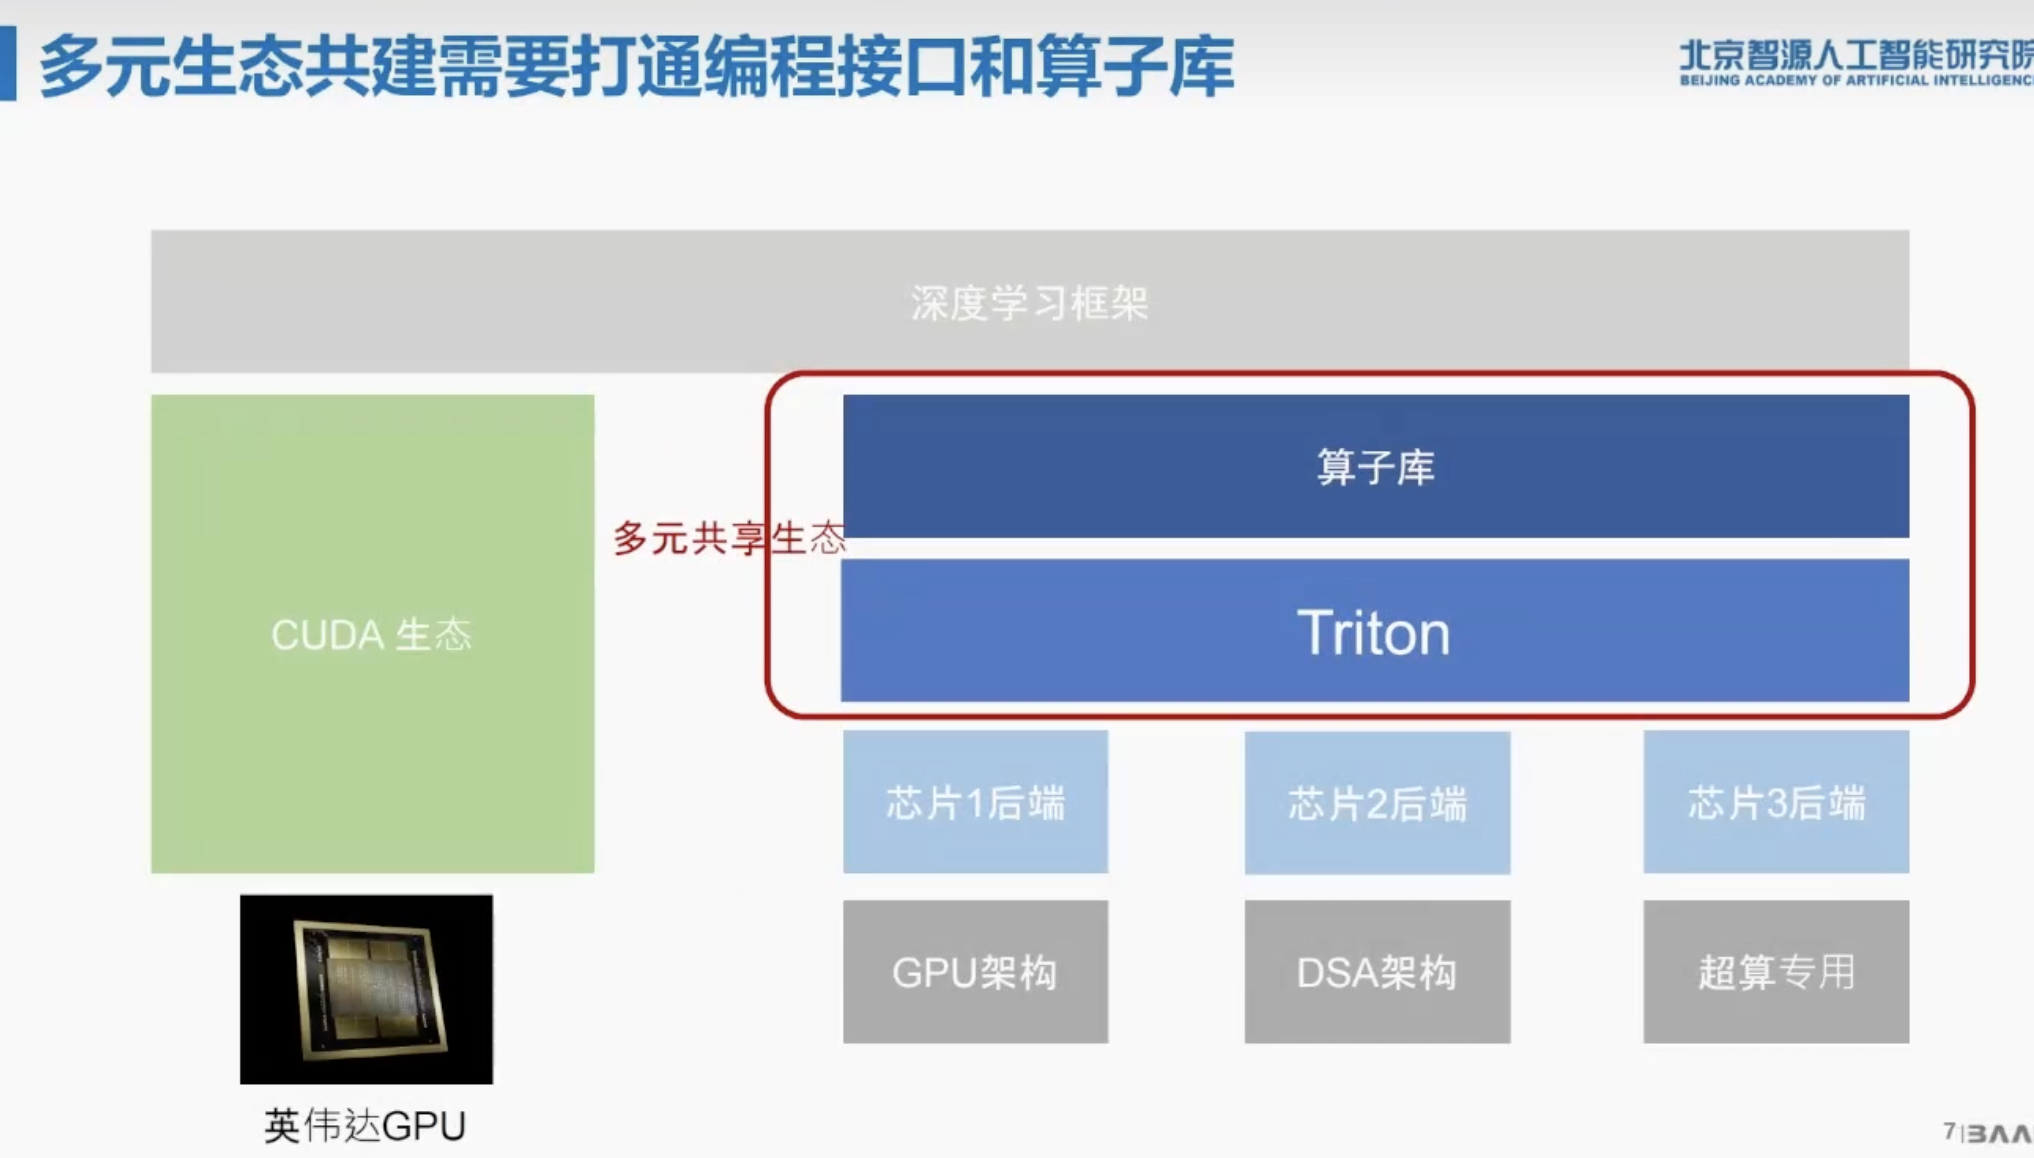 多元生态共建需要打通编程接口和算子库
北京智源人工智能研究院
BEIJING ACADEMY OF ARTIFICIAL INTELLIGENC
深度学习框架
CUDA 生态
多元共享生态
算子库
Triton
芯片1后端
芯片2后端
芯片3后端
GPU架构
DSA架构
超算专用
英伟达GPU
7